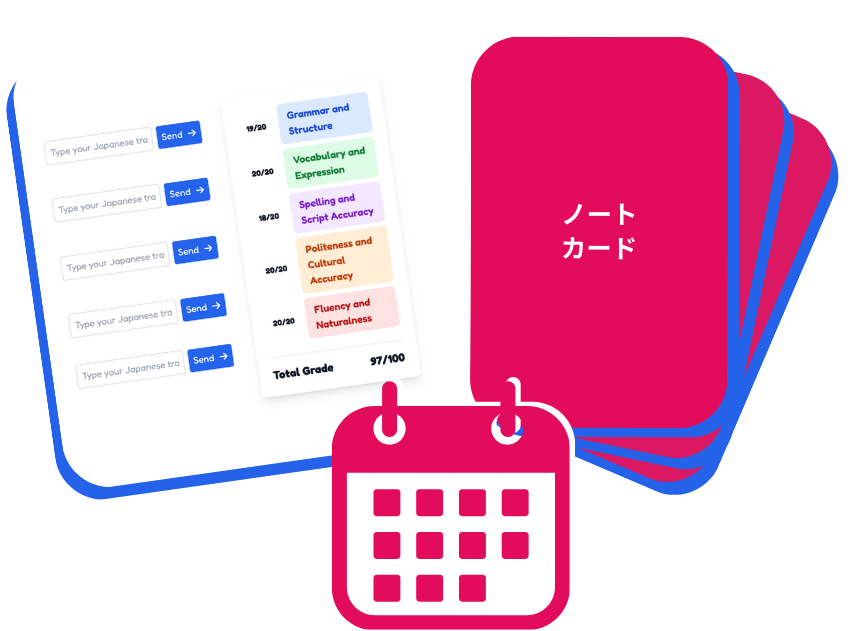 Type your Japanese tra
Send →
Type your Japanese tra
Send →
Type your Japanese tra
Send →
Type your Japanese tra
Send →
Type your Japanese tra
Send →
19/20
Grammar and
Structure
20/20
Vocabulary and
Expression
18/20
Spelling and
Script Accuracy
20/20
Politeness and
Cultural
Accuracy
20/20
Fluency and
Naturalness
Total Grade 97/100
ノート
カード